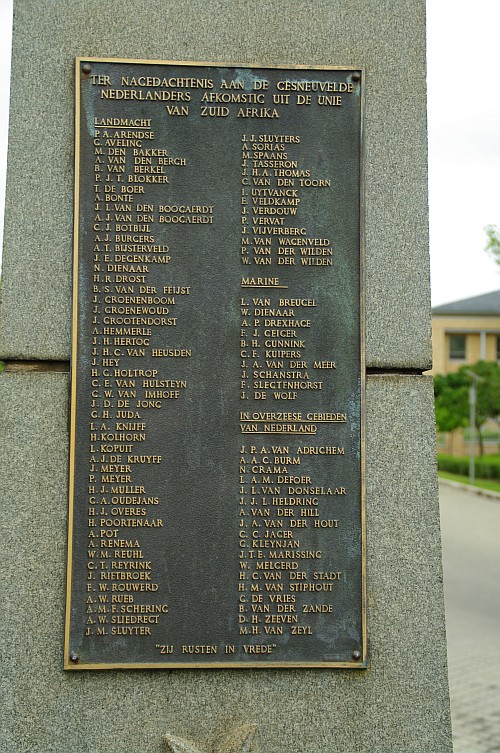 TER NAGEDACHTENIS AAN DE GESNEUVELDE
NEDERLANDERS AFKOMSTIG UIT DE UNIE
VAN ZUID AFRIKA
LANDMACHT
P. A. ARENDSE
G. AVELING
M. DEN BAKKER
A. VAN DEN BERGH
B. VAN BERKEL
P. J. T. BLOKKER
T. DE BOER
A. BONTE
J. L. VAN DEN BOOGAERDT
A. J. VAN DEN BOOGAERDT
C. J. BOTBIJL
A. J. BURGERS
A. T. BIJSTERVELD
J. E. DEGENKAMP
N. DIENAAR
H. R. DROST
B. S. VAN DER FEIJST
J. GROENENBOOM
J. GROENEWOUD
J. GROOTENDORST
A. HEMMERLE
J. H. HERTOG
J. H. C. VAN HEUSDEN
J. HEY
H. G. HOLTROP
C. E. VAN HULSTEYN
G. W. VAN IMHOFF
J. D. DE JONG
G. H. JUDA
L. A. KNIJFF
H. KOLHORN
L. KOPUIT
A. J. DE KRUYFF
J. MEYER
P. MEYER
H. J. MULLER
G. A. OUDEJANS
H. J. OVERES
H. POORTENAAR
A. POT
A. RENEMA
W. M. REUHL
C. T. REYRINK
J. RIETBROEK
F. W. ROUWERD
A. W. RUEB
A. M. F. SCHERING
A. W. SLIEDREGT
J. M. SLUYTER
J. J. SLUYTERS
A. SORIAS
M. SPAANS
J. TASSERON
J. H. A. THOMAS
C. VAN DEN TOORN
I. UYTVANCK
E. VELDKAMP
J. VERDOUW
P. VERVAT
J. VIJVERBERG
M. VAN WAGENVELD
P. VAN DER WILDEN
W. VAN DER WILDEN
MARINE
L. VAN BREUGEL
W. DIENAAR
A. P. DREXHAGE
F. J. GEIGER
B. H. GUNNINK
C. F. KUIPERS
J. A. VAN DER MEER
J. SCHANSTRA
F. SLEGTENHORST
J. DE WOLF
IN OVERZEESE GEBIEDEN
VAN NEDERLAND
J. P. A. VAN ADRICHEM
A. A. C. BURM
N. CRAMA
L. A. M. DEFOER
J. L. VAN DONSELAAR
J. J. L. HELDRING
A. VAN DER HILL
J. A. VAN DER HOUT
C. C. JAGER
G. KLEYNJAN
J. T. E. MARISSING
W. MELGERD
H. C. VAN DER STADT
H. M. VAN STIPHOUT
G. DE VRIES
B. VAN DER ZANDE
D. H. ZEEVEN
M. H. VAN ZEYL
"ZIJ RUSTEN IN VREDE"